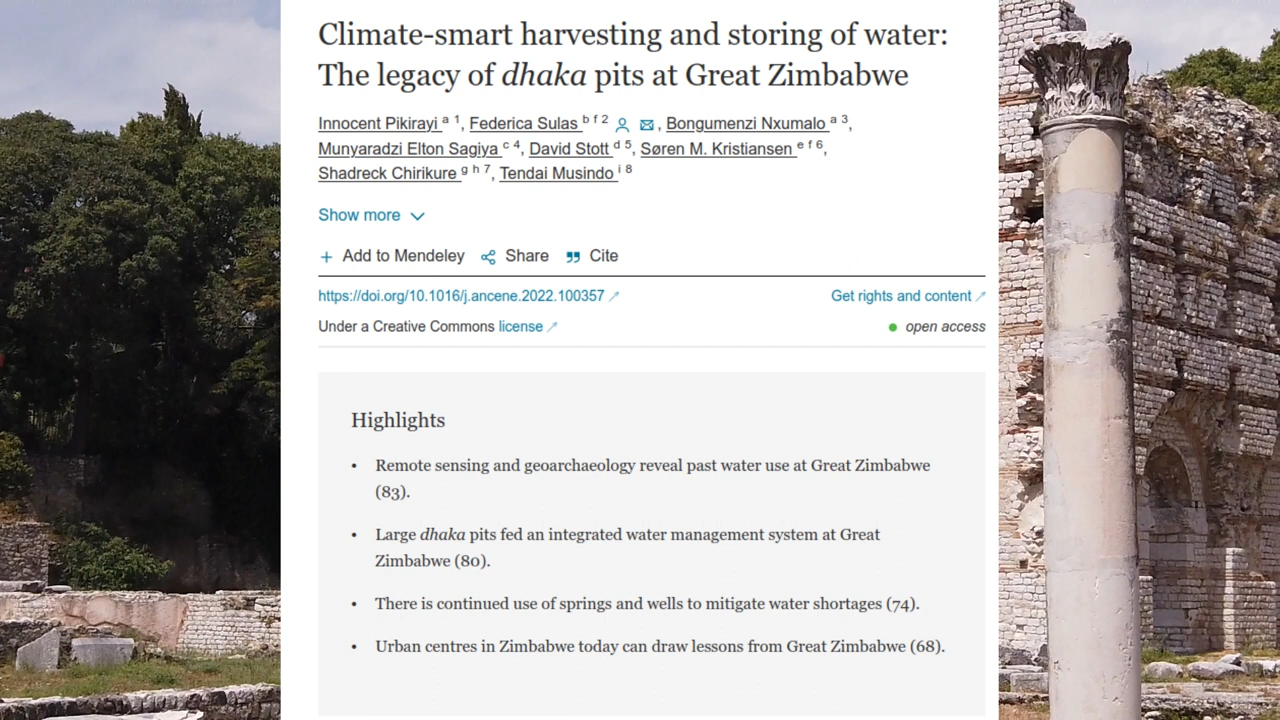 Climate-smart harvesting and storing of water:
The legacy of dhaka pits at Great Zimbabwe
Innocent Pikirayi a 1, Federica Sulas b f 2, Bongumenzi Nxumalo a 3,
Munyaradzi Elton Sagiya c 4, David Stott d 5, Søren M. Kristiansen e f 6,
Shadreck Chirikure g h 7, Tendai Musindo i 8
Show more
Add to Mendeley Share Cite
https://doi.org/10.1016/j.ancene.2022.100357 Get rights and content
Under a Creative Commons license open access
Highlights
• Remote sensing and geoarchaeology reveal past water use at Great Zimbabwe
(83).
• Large dhaka pits fed an integrated water management system at Great
Zimbabwe (80).
• There is continued use of springs and wells to mitigate water shortages (74).
• Urban centres in Zimbabwe today can draw lessons from Great Zimbabwe (68).